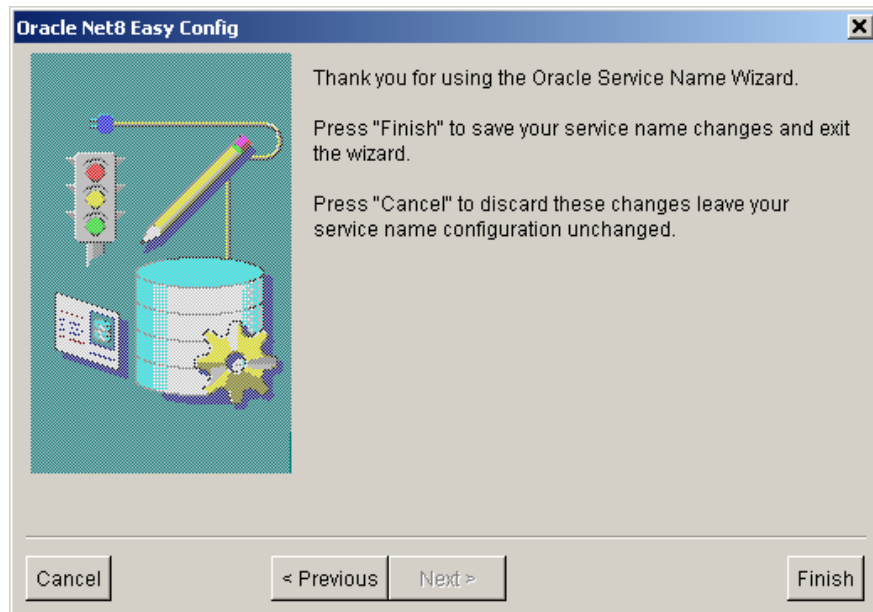 Oracle Net8 Easy Config
Thank you for using the Oracle Service Name Wizard.
Press "Finish" to save your service name changes and exit
the wizard.
Press "Cancel" to discard these changes leave your
service name configuration unchanged.
Cancel
< Previous
Next >
Finish